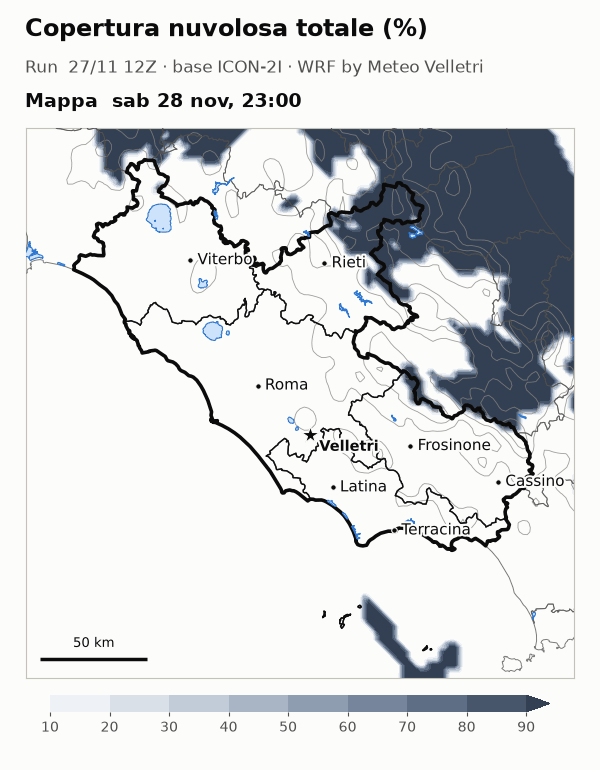 Copertura nuvolosa totale (%)
Run  27/11 12Z · base ICON-2I · WRF by Meteo Velletri
Mappa  sab 28 nov, 23:00
Viterbo
Rieti
Roma
Velletri
Frosinone
Latina
Cassino
Terracina
50 km
10 20 30 40 50 60 70 80 90